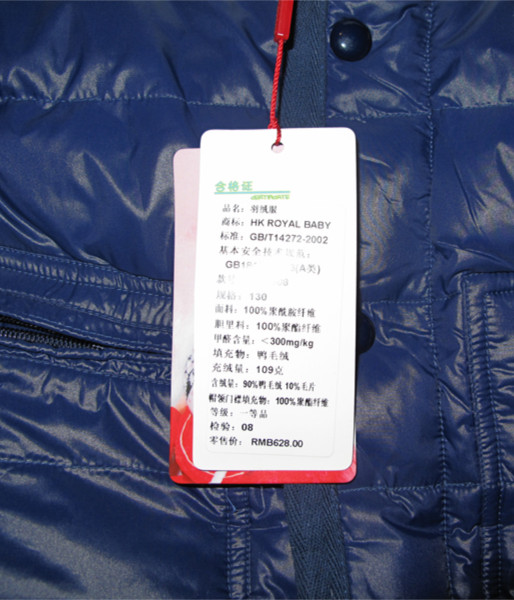 合格证
CERTIFICATE
品名: 羽绒服
商标: HK ROYAL BABY
标准: GB/T14272-2002
基本安全技术
(A类)
规格: 130
面料: 100%聚酰胺纤维
胆里料: 100%聚酯纤维
甲醛含量: <300mg/kg
填充物: 鸭毛绒
充绒量: 109克
含绒量: 90%鸭毛绒 10%毛片
帽领门襟填充物: 100%聚酯纤维
等级: 一等品
检验: 08
零售价: RMB628.00